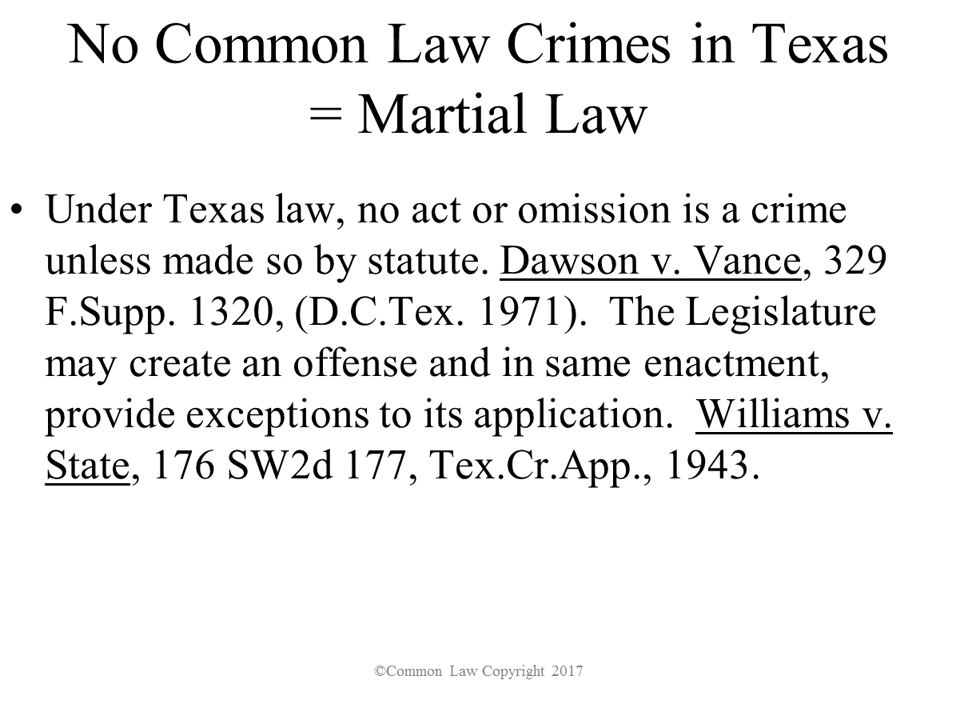 No Common Law Crimes in Texas
= Martial Law
• Under Texas law, no act or omission is a crime
unless made so by statute. Dawson v. Vance, 329
F.Supp. 1320, (D.C.Tex. 1971).  The Legislature
may create an offense and in same enactment,
provide exceptions to its application.  Williams v.
State, 176 SW2d 177, Tex.Cr.App., 1943.
©Common Law Copyright 2017